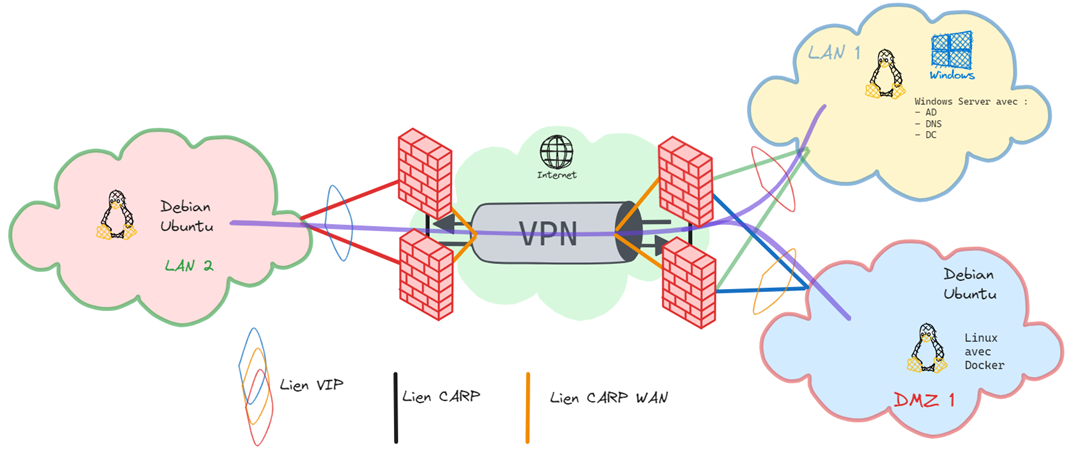 LAN 1
Windows
Windows Server avec :
- AD
- DNS
- DC
Internet
VPN
Debian
Ubuntu
LAN 2
Debian
Ubuntu
Linux
avec
Docker
DMZ 1
Lien VIP
Lien CARP
Lien CARP WAN